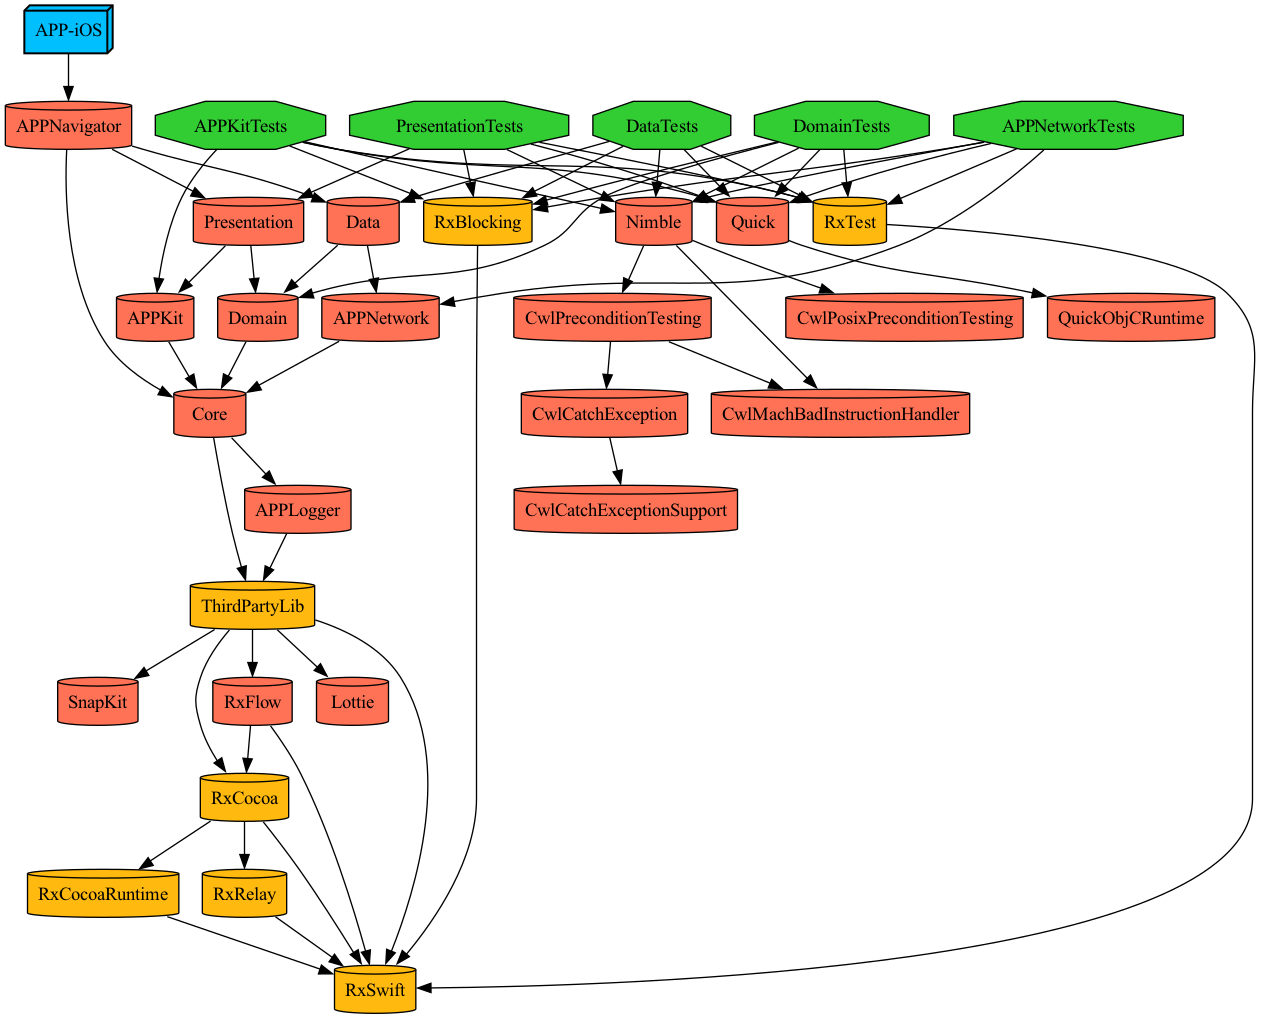 APP-iOS
APPNavigator
APPKitTests
PresentationTests
DataTests
DomainTests
APPNetworkTests
Presentation
Data
RxBlocking
Nimble
Quick
RxTest
APPKit
Domain
APPNetwork
CwlPreconditionTesting
CwlPosixPreconditionTesting
QuickObjCRuntime
Core
CwlCatchException
CwlMachBadInstructionHandler
APPLogger
CwlCatchExceptionSupport
ThirdPartyLib
SnapKit
RxFlow
Lottie
RxCocoa
RxCocoaRuntime
RxRelay
RxSwift